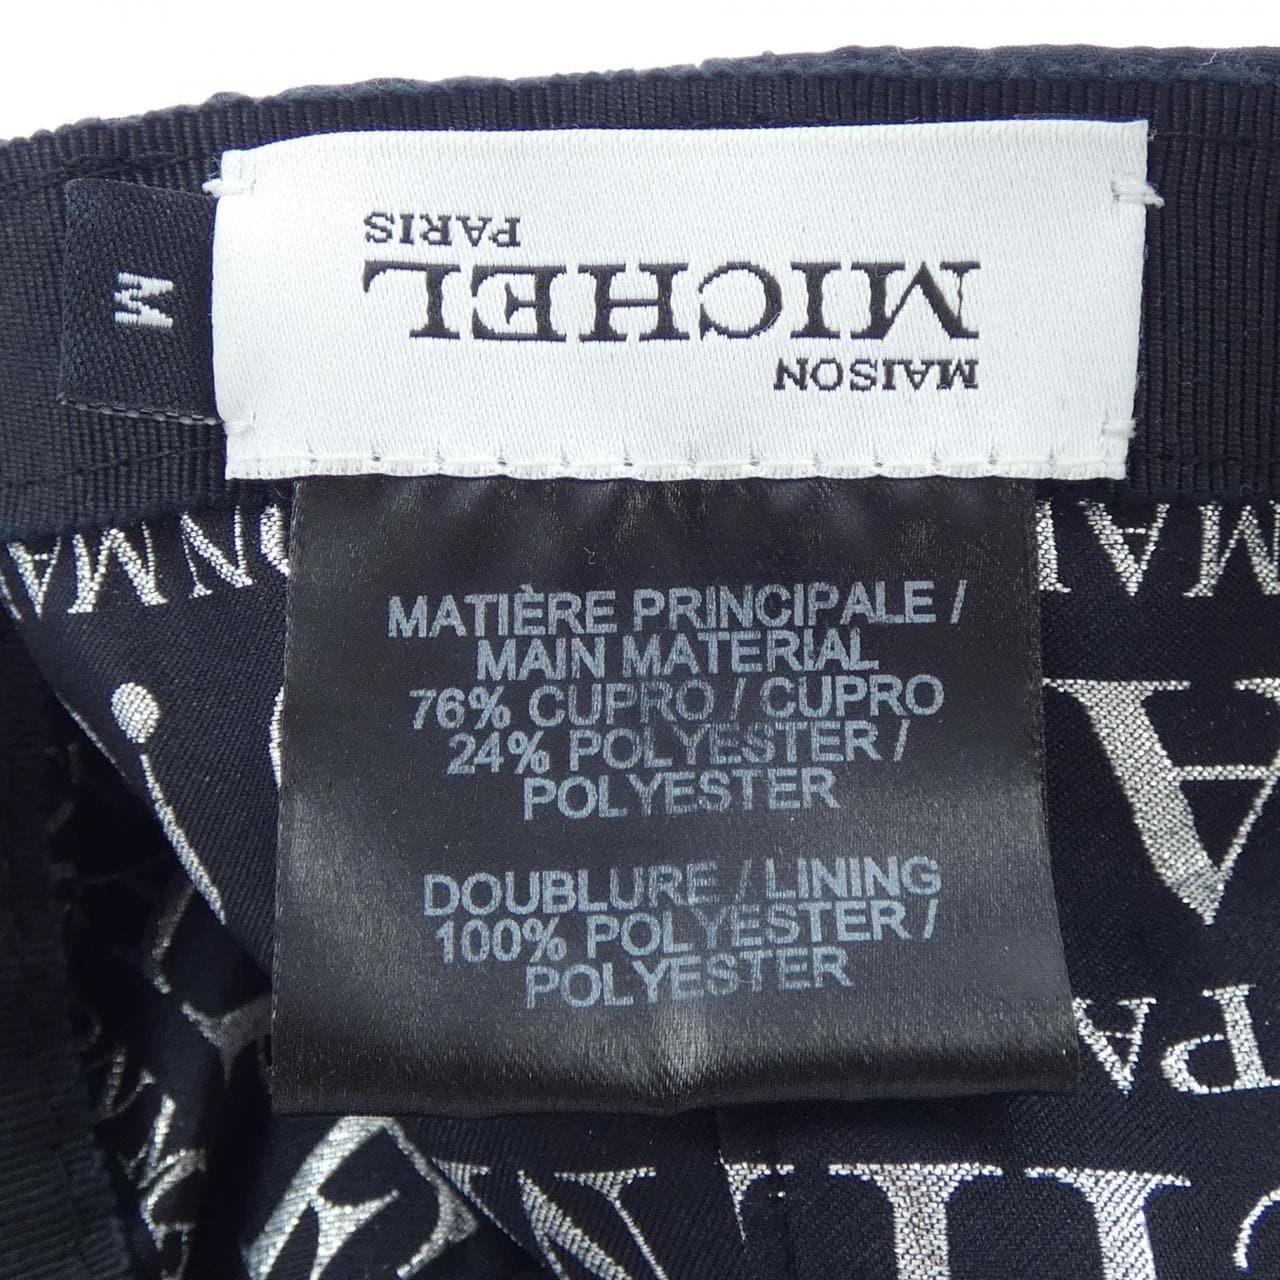 MAISON
MICHEL
PARIS
M
MATIÈRE PRINCIPALE /
MAIN MATERIAL
76% CUPRO / CUPRO
24% POLYESTER /
POLYESTER
DOUBLURE / LINING
100% POLYESTER /
POLYESTER